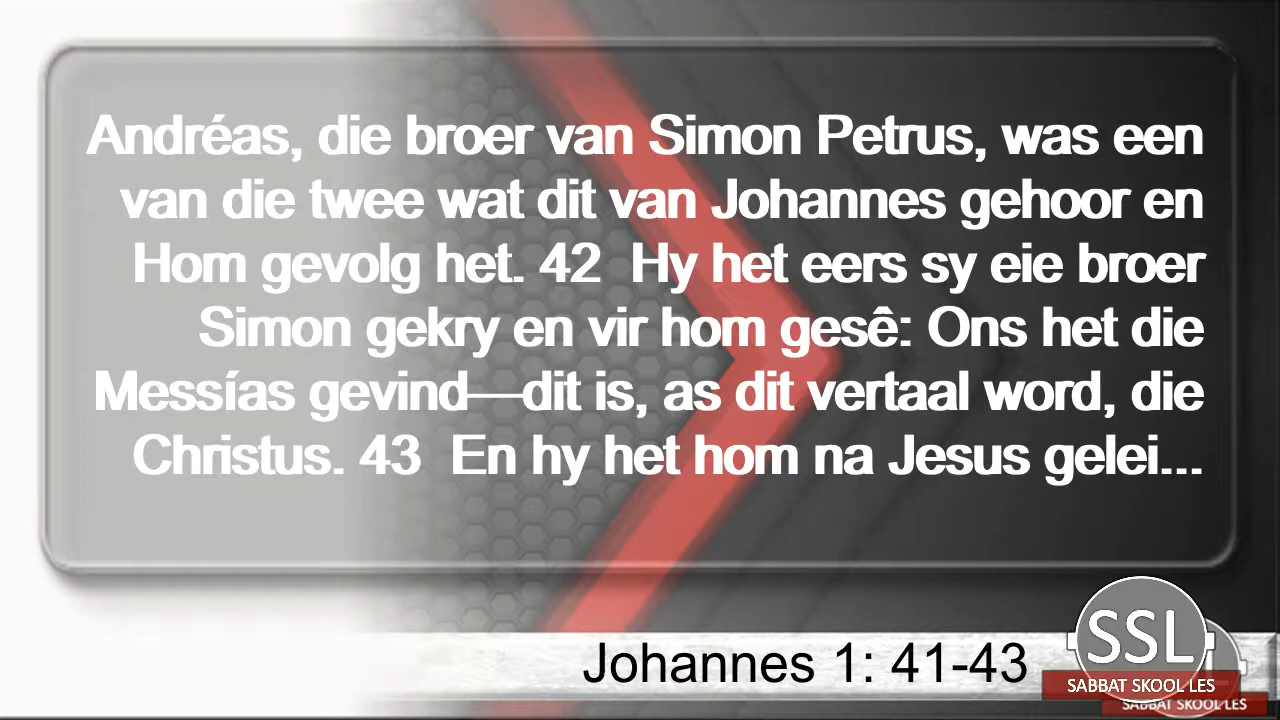 Andréas, die broer van Simon Petrus, was een
van die twee wat dit van Johannes gehoor en
Hom gevolg het. 42  Hy het eers sy eie broer
Simon gekry en vir hom gesê: Ons het die
Messías gevind—dit is, as dit vertaal word, die
Christus. 43  En hy het hom na Jesus gelei...
Johannes 1: 41-43
SSL
SABBAT SKOOL LES
SABBAT SKOOL LES